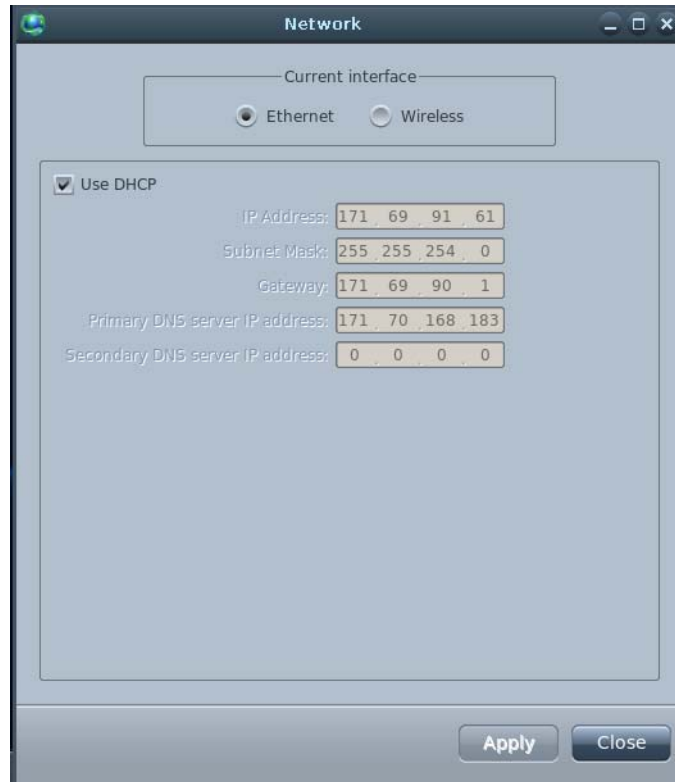 Network
Current interface
Ethernet Wireless
Use DHCP
IP Address: 171 . 69 . 91 . 61
Subnet Mask: 255 . 255 . 254 . 0
Gateway: 171 . 69 . 90 . 1
Primary DNS server IP address: 171 . 70 . 168 . 183
Secondary DNS server IP address: 0 . 0 . 0 . 0
Apply Close